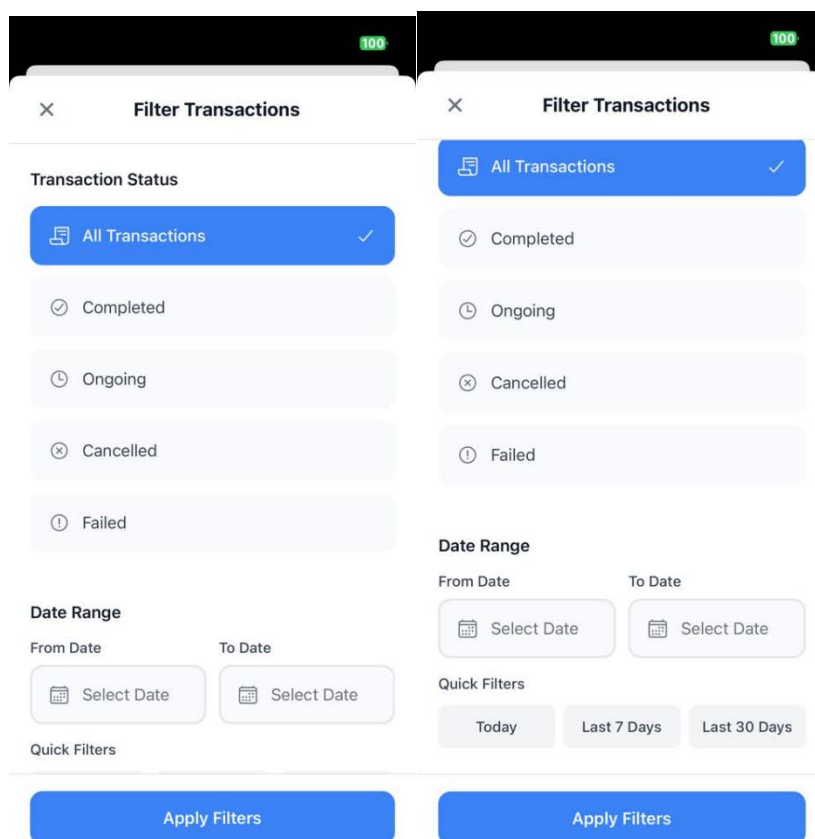 100
Filter Transactions
Transaction Status
All Transactions
Completed
Ongoing
Cancelled
Failed
Date Range
From Date To Date
Select Date Select Date
Quick Filters
Apply Filters
100
Filter Transactions
All Transactions
Completed
Ongoing
Cancelled
Failed
Date Range
From Date To Date
Select Date Select Date
Quick Filters
Today Last 7 Days Last 30 Days
Apply Filters